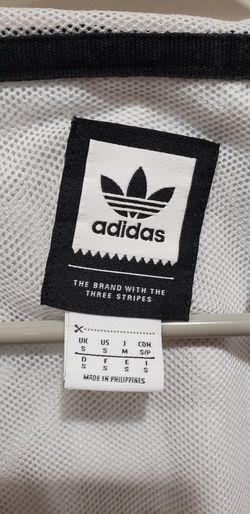 adidas
THE BRAND WITH THE
THREE STRIPES
UK US J CDN
S S M S/P
D F E I
S S S S
MADE IN PHILIPPINES